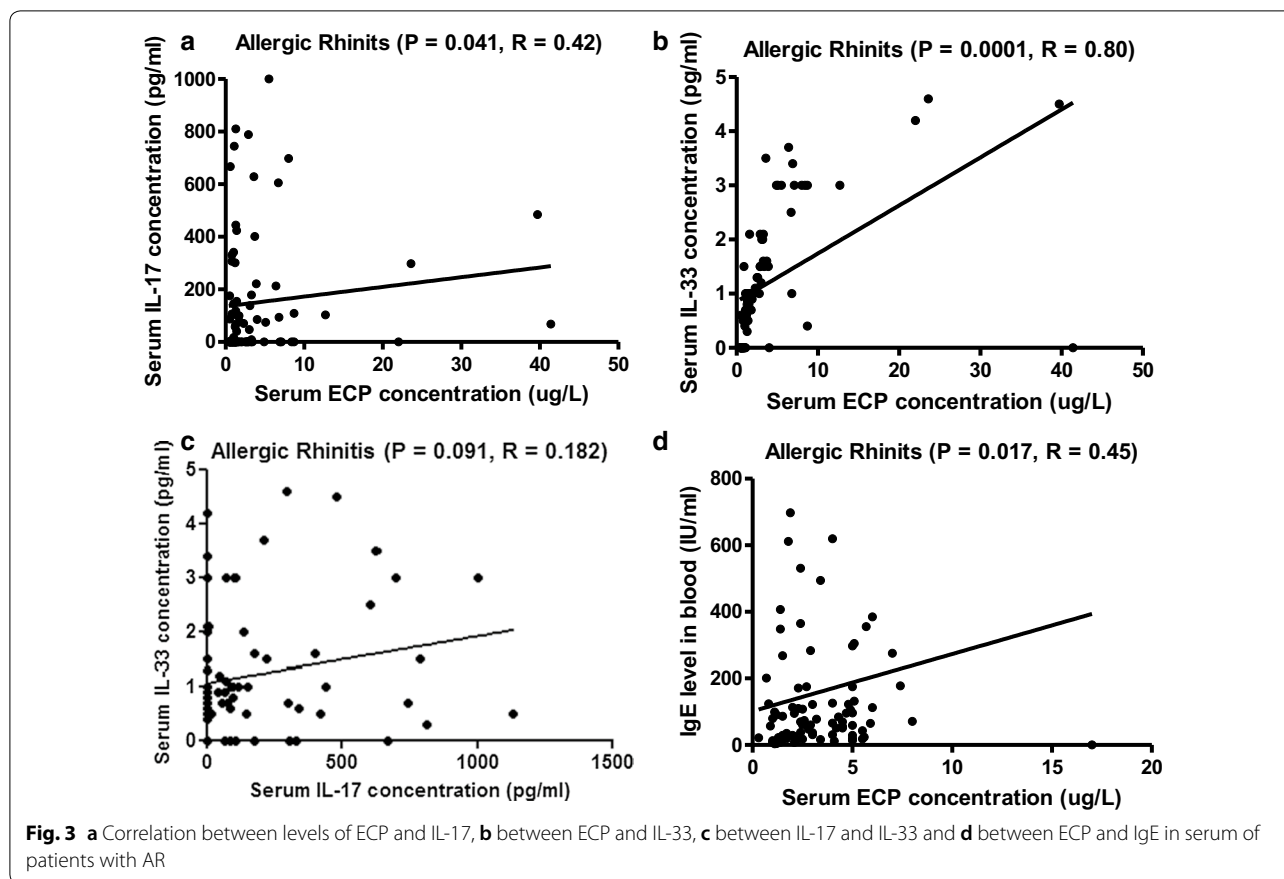 a
Allergic Rhinits (P = 0.041, R = 0.42)
Serum IL-17 concentration (pg/ml)
1000
800
600
400
200
0
0 10 20 30 40 50
Serum ECP concentration (ug/L)
b
Allergic Rhinits (P = 0.0001, R = 0.80)
Serum IL-33 concentration (pg/ml)
5
4
3
2
1
0
0 10 20 30 40 50
Serum ECP concentration (ug/L)
c
Allergic Rhinitis (P = 0.091, R = 0.182)
Serum IL-33 concentration (pg/ml)
5
4
3
2
1
0
0 500 1000 1500
Serum IL-17 concentration (pg/ml)
d
Allergic Rhinits (P = 0.017, R = 0.45)
IgE level in blood (IU/ml)
800
600
400
200
0
0 5 10 15 20
Serum ECP concentration (ug/L)
Fig. 3 a Correlation between levels of ECP and IL-17, b between ECP and IL-33, c between IL-17 and IL-33 and d between ECP and IgE in serum of
patients with AR